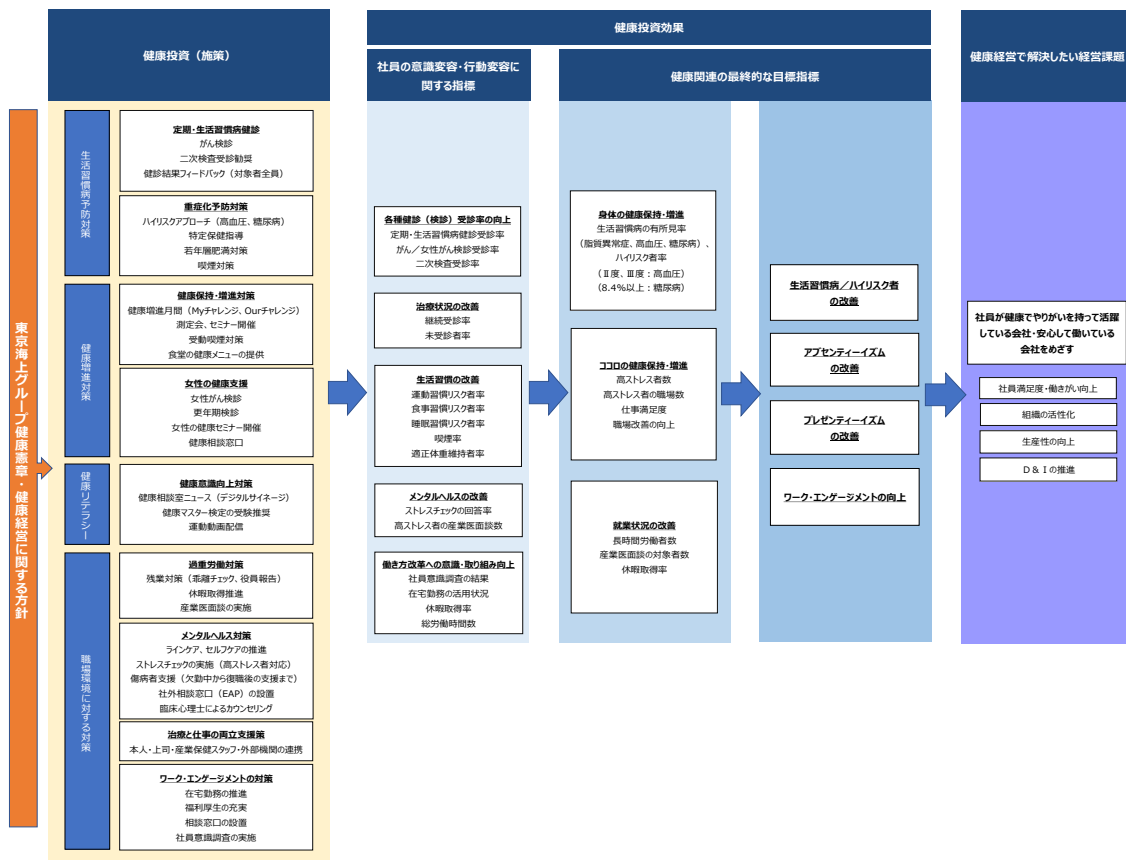 健康投資（施策）
健康投資効果
社員の意識変容・行動変容に
関する指標
健康関連の最終的な目標指標
健康経営で解決したい経営課題
東京海上グループ健康憲章・健康経営に関する方針
生活習慣病予防対策
定期・生活習慣病健診
がん検診
二次検査受診勧奨
健診結果フィードバック（対象者全員）
重症化予防対策
ハイリスクアプローチ（高血圧、糖尿病）
特定保健指導
若年層肥満対策
喫煙対策
健康増進対策
健康保持・増進対策
健康増進月間（Myチャレンジ、Ourチャレンジ）
測定会、セミナー開催
受動喫煙対策
食堂の健康メニューの提供
女性の健康支援
女性がん検診
更年期検診
女性の健康セミナー開催
健康相談窓口
健康リテラシー
健康意識向上対策
健康相談室ニュース（デジタルサイネージ）
健康マスター検定の受験推奨
運動動画配信
職場環境に対する対策
過重労働対策
残業対策（乖離チェック、役員報告）
休暇取得推進
産業医面談の実施
メンタルヘルス対策
ラインケア、セルフケアの推進
ストレスチェックの実施（高ストレス者対応）
傷病者支援（欠勤中から復職後の支援まで）
社外相談窓口（EAP）の設置
臨床心理士によるカウンセリング
治療と仕事の両立支援策
本人・上司・産業保健スタッフ・外部機関の連携
ワーク・エンゲージメントの対策
在宅勤務の推進
福利厚生の充実
相談窓口の設置
社員意識調査の実施
各種健診（検診）受診率の向上
定期・生活習慣病健診受診率
がん／女性がん検診受診率
二次検査受診率
治療状況の改善
継続受診率
未受診者率
生活習慣の改善
運動習慣リスク者率
食事習慣リスク者率
睡眠習慣リスク者率
喫煙率
適正体重維持者率
メンタルヘルスの改善
ストレスチェックの回答率
高ストレス者の産業医面談数
働き方改革への意識・取り組み向上
社員意識調査の結果
在宅勤務の活用状況
休暇取得率
総労働時間数
身体の健康保持・増進
生活習慣病の有所見率
（脂質異常症、高血圧、糖尿病）、
ハイリスク者率
（Ⅱ度、Ⅲ度：高血圧）
（8.4％以上：糖尿病）
ココロの健康保持・増進
高ストレス者数
高ストレス者の職場数
仕事満足度
職場改善の向上
就業状況の改善
長時間労働者数
産業医面談の対象者数
休暇取得率
生活習慣病／ハイリスク者
の改善
アブセンティーイズム
の改善
プレゼンティーイズム
の改善
ワーク・エンゲージメントの向上
社員が健康でやりがいを持って活躍
している会社・安心して働いている
会社をめざす
社員満足度・働きがい向上
組織の活性化
生産性の向上
Ｄ＆Ｉの推進